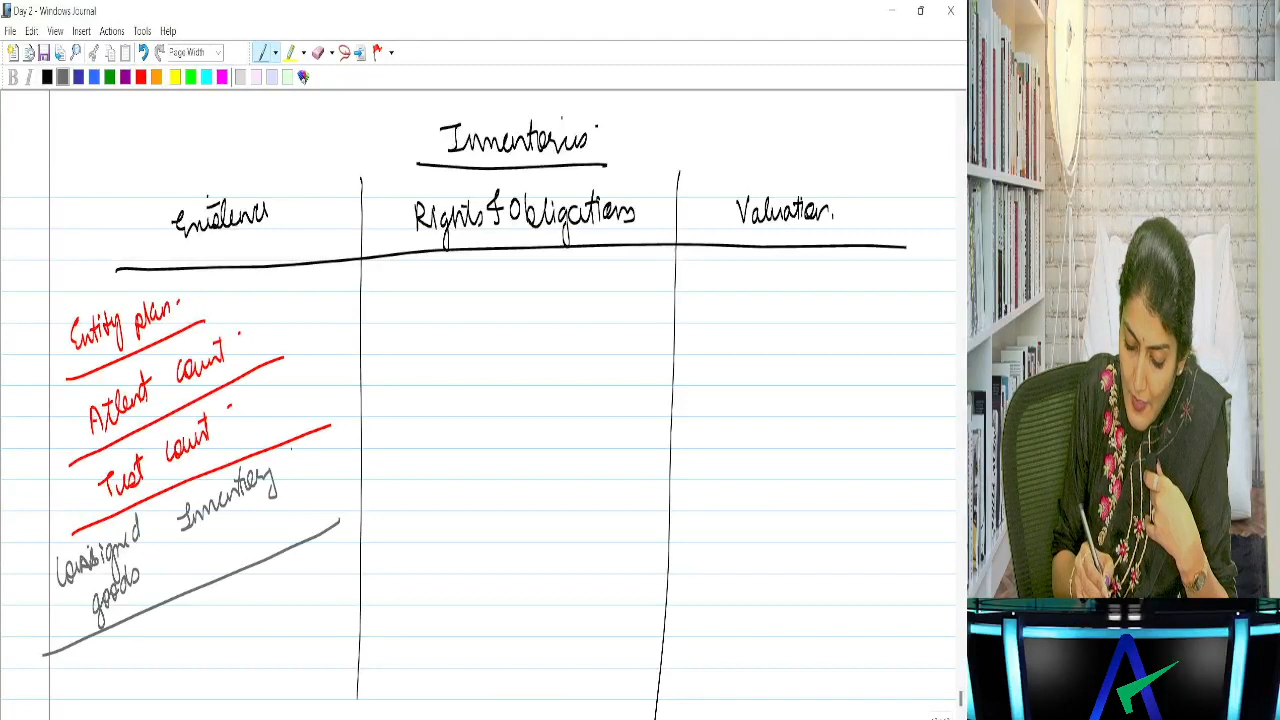 Day 2 - Windows Journal
File Edit View Insert Actions Tools Help
Page Width
Inventories
Existence Rights & Obligations Valuation.
Entity plan.
Attent count.
Test count.
Consigned Inventory
goods